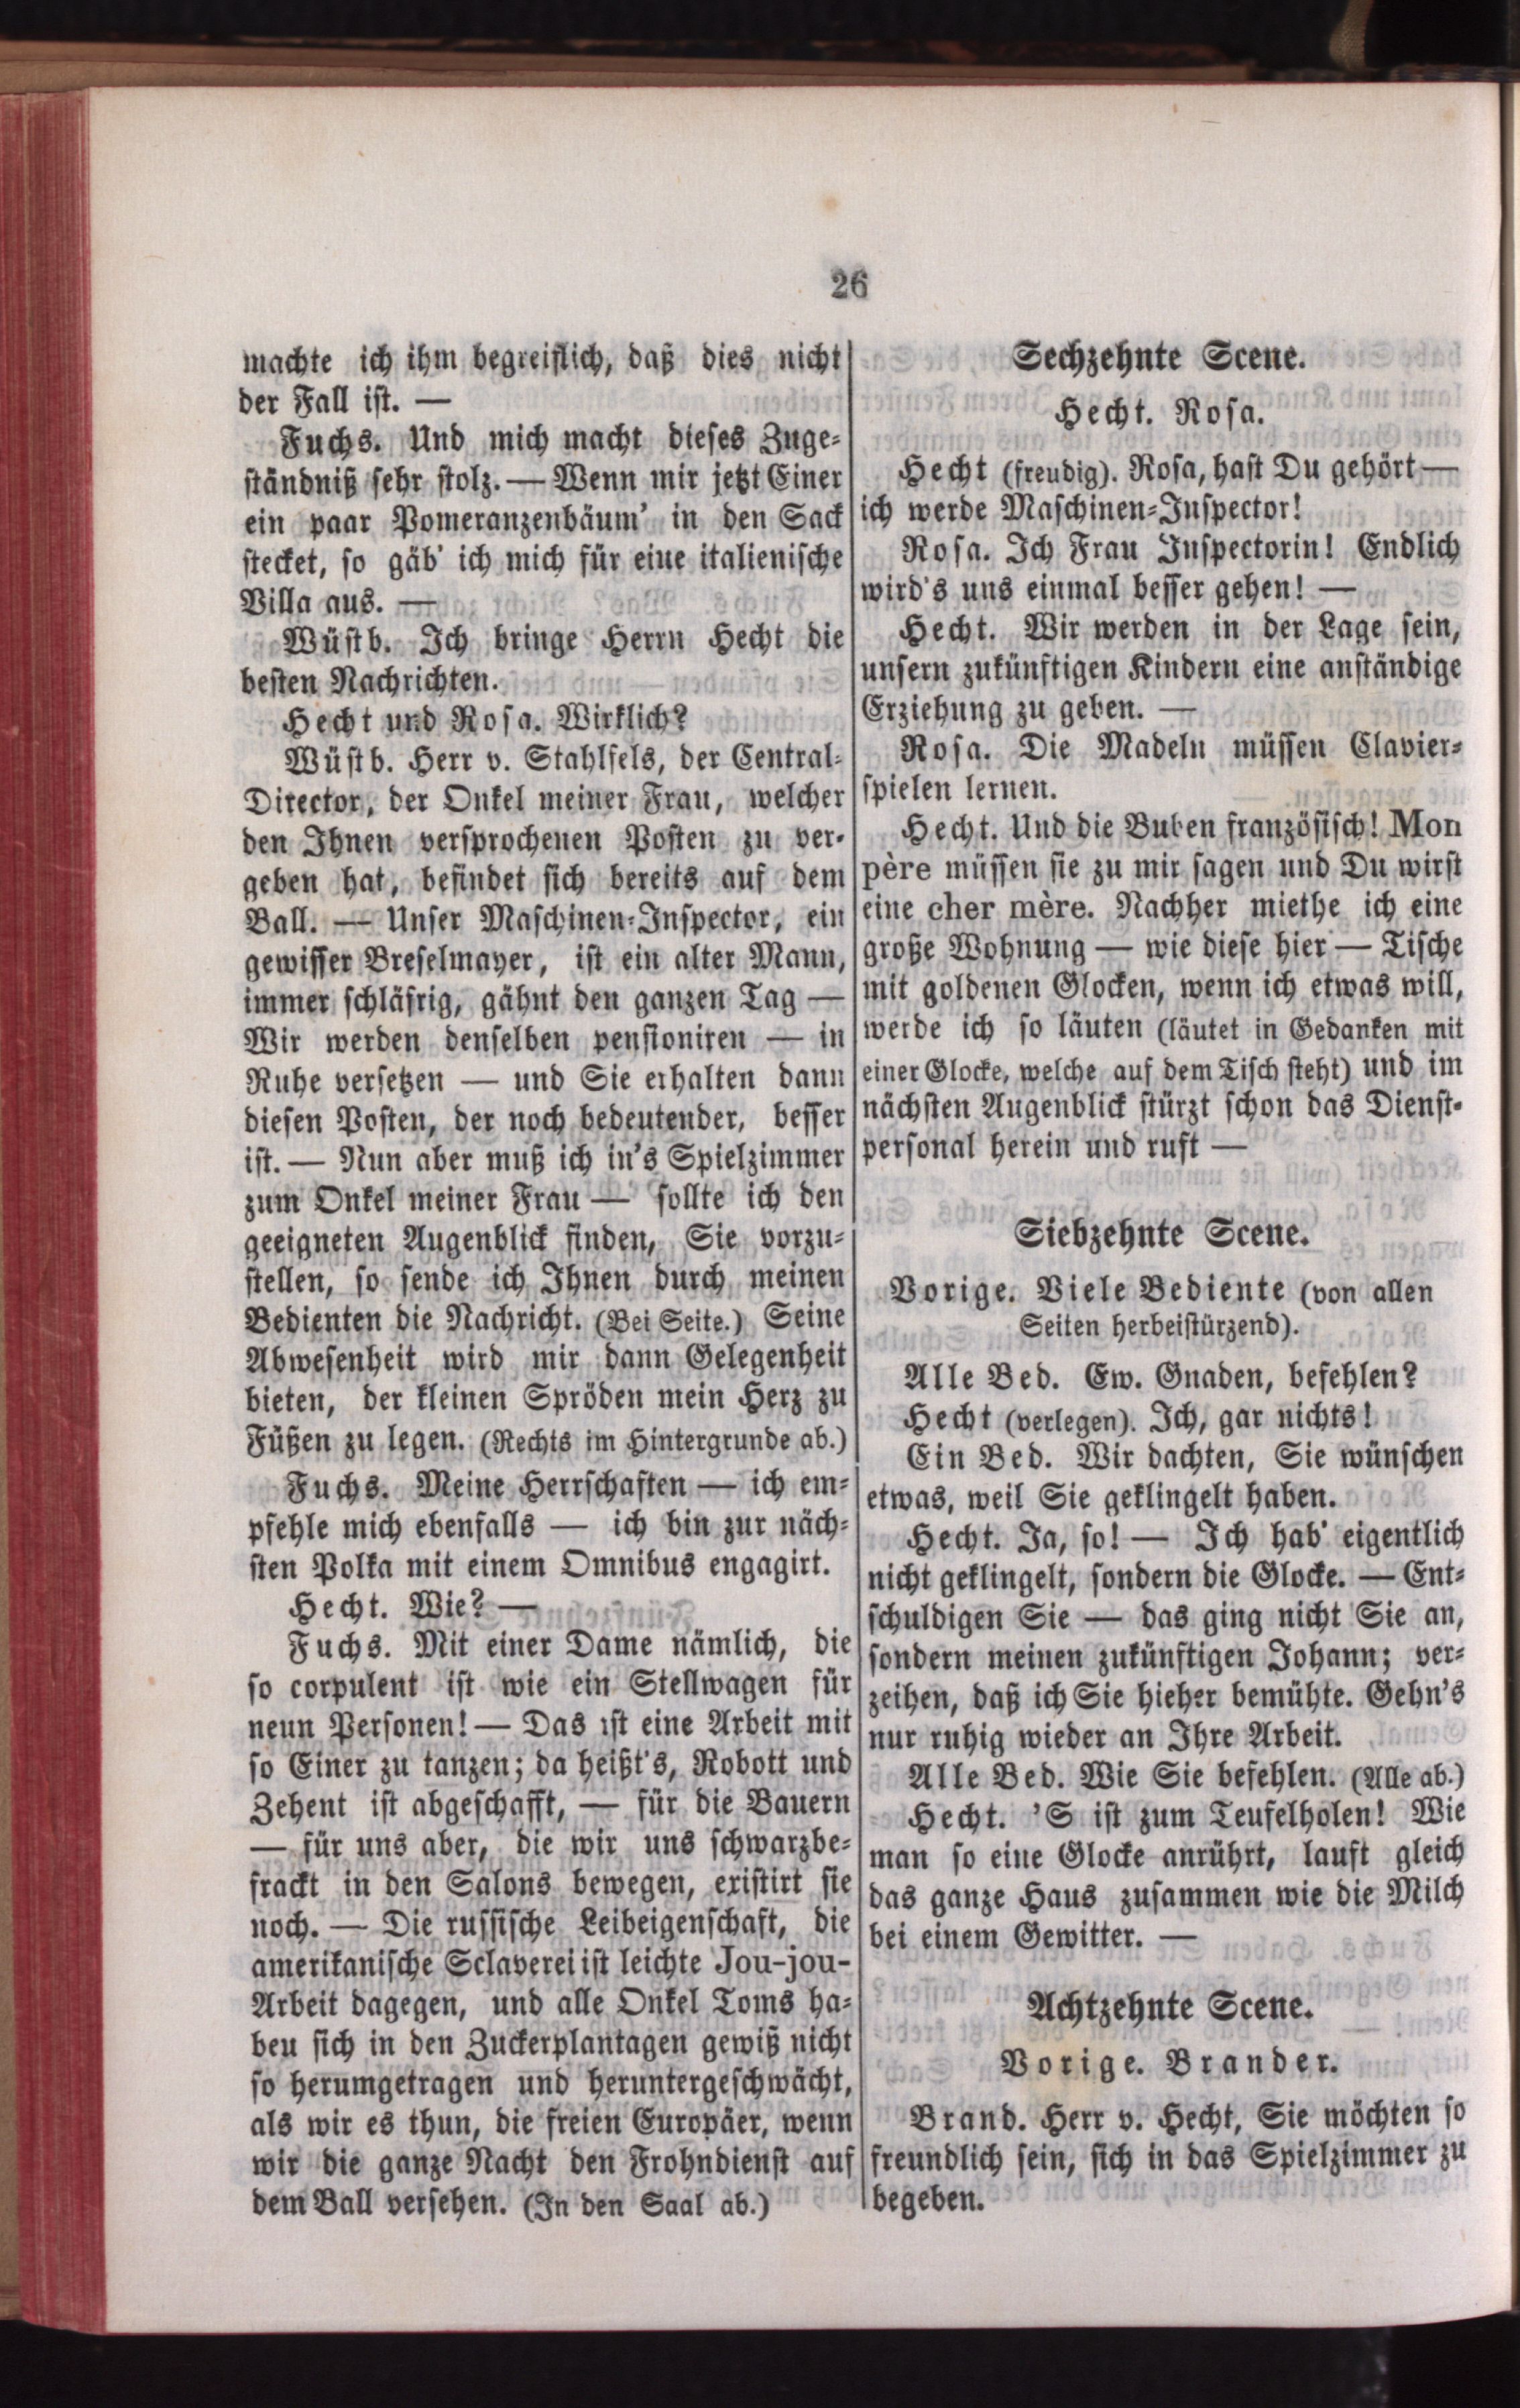 26
machte ich ihm begreiflich, daß dies nicht
der Fall ist. —
Fuchs. Und mich macht dieses Zuge-
ständniß sehr stolz. — Wenn mir jetzt Einer
ein paar Pomeranzenbäum' in den Sack
stecket, so gäb' ich mich für eine italienische
Villa aus. —
Wüstb. Ich bringe Herrn Hecht die
besten Nachrichten.
Hecht und Rosa. Wirklich?
Wüstb. Herr v. Stahlfels, der Central-
Director, der Onkel meiner Frau, welcher
den Ihnen versprochenen Posten zu ver-
geben hat, befindet sich bereits auf dem
Ball. — Unser Maschinen-Inspector, ein
gewisser Breselmayer, ist ein alter Mann,
immer schläfrig, gähnt den ganzen Tag —
Wir werden denselben pensioniren — in
Ruhe versetzen — und Sie erhalten dann
diesen Posten, der noch bedeutender, besser
ist. — Nun aber muß ich in's Spielzimmer
zum Onkel meiner Frau — sollte ich den
geeigneten Augenblick finden, Sie vorzu-
stellen, so sende ich Ihnen durch meinen
Bedienten die Nachricht. (Bei Seite.) Seine
Abwesenheit wird mir dann Gelegenheit
bieten, der kleinen Spröden mein Herz zu
Füßen zu legen. (Rechts im Hintergrunde ab.)
Fuchs. Meine Herrschaften — ich em-
pfehle mich ebenfalls — ich bin zur näch-
sten Polka mit einem Omnibus engagirt.
Hecht. Wie? —
Fuchs. Mit einer Dame nämlich, die
so corpulent ist wie ein Stellwagen für
neun Personen! — Das ist eine Arbeit mit
so Einer zu tanzen; da heißt's, Robott und
Zehent ist abgeschafft, — für die Bauern
— für uns aber, die wir uns schwarzbe-
frackt in den Salons bewegen, existirt sie
noch. — Die russische Leibeigenschaft, die
amerikanische Sclaverei ist leichte Jou-jou-
Arbeit dagegen, und alle Onkel Toms ha-
ben sich in den Zuckerplantagen gewiß nicht
so herumgetragen und heruntergeschwächt,
als wir es thun, die freien Europäer, wenn
wir die ganze Nacht den Frohndienst auf
dem Ball versehen. (In den Saal ab.)
Sechzehnte Scene.
Hecht. Rosa.
Hecht (freudig). Rosa, hast Du gehört —
ich werde Maschinen-Inspector!
Rosa. Ich Frau Inspectorin! Endlich
wird's uns einmal besser gehen! —
Hecht. Wir werden in der Lage sein,
unsern zukünftigen Kindern eine anständige
Erziehung zu geben. —
Rosa. Die Madeln müssen Clavier-
spielen lernen.
Hecht. Und die Buben französisch! Mon
père müssen sie zu mir sagen und Du wirst
eine cher mère. Nachher miethe ich eine
große Wohnung — wie diese hier — Tische
mit goldenen Glocken, wenn ich etwas will,
werde ich so läuten (läutet in Gedanken mit
einer Glocke, welche auf dem Tisch steht) und im
nächsten Augenblick stürzt schon das Dienst-
personal herein und ruft —
Siebzehnte Scene.
Vorige. Viele Bediente (von allen
Seiten herbeistürzend).
Alle Bed. Ew. Gnaden, befehlen?
Hecht (verlegen). Ich, gar nichts!
Ein Bed. Wir dachten, Sie wünschen
etwas, weil Sie geklingelt haben.
Hecht. Ja, so! — Ich hab' eigentlich
nicht geklingelt, sondern die Glocke. — Ent-
schuldigen Sie — das ging nicht Sie an,
sondern meinen zukünftigen Johann; ver-
zeihen, daß ich Sie hieher bemühte. Gehn's
nur ruhig wieder an Ihre Arbeit.
Alle Bed. Wie Sie befehlen. (Alle ab.)
Hecht. 'S ist zum Teufelholen! Wie
man so eine Glocke anrührt, lauft gleich
das ganze Haus zusammen wie die Milch
bei einem Gewitter. —
Achtzehnte Scene.
Vorige. Brander.
Brand. Herr v. Hecht, Sie möchten so
freundlich sein, sich in das Spielzimmer zu
begeben.